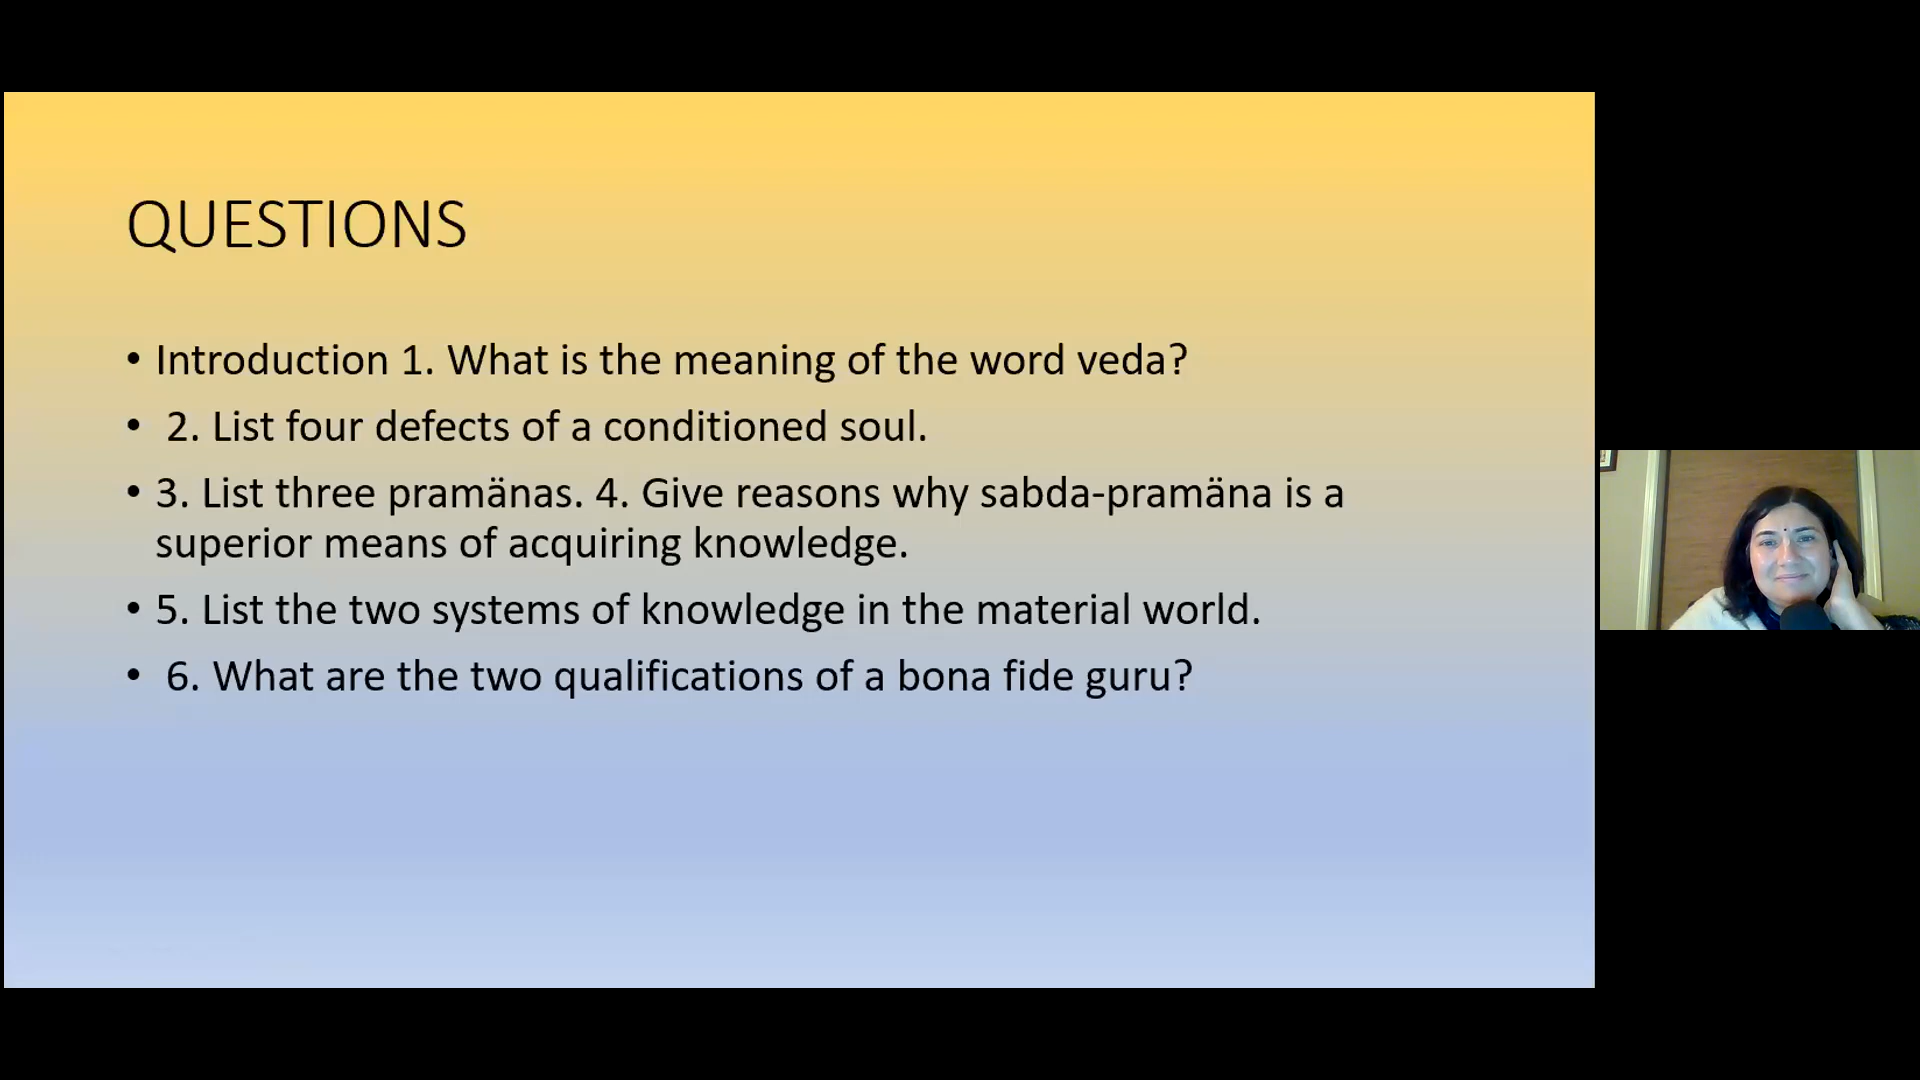 QUESTIONS
• Introduction 1. What is the meaning of the word veda?
• 2. List four defects of a conditioned soul.
• 3. List three pramänas. 4. Give reasons why sabda-pramäna is a
superior means of acquiring knowledge.
• 5. List the two systems of knowledge in the material world.
• 6. What are the two qualifications of a bona fide guru?